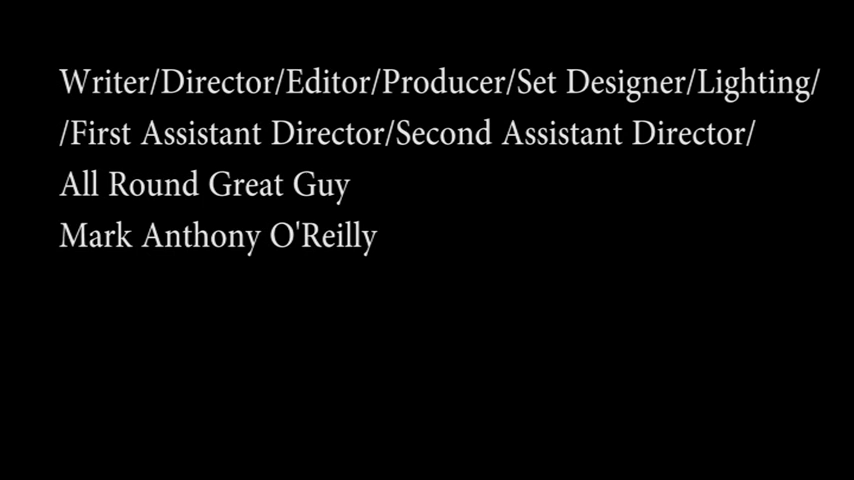 Writer/Director/Editor/Producer/Set Designer/Lighting/
/First Assistant Director/Second Assistant Director/
All Round Great Guy
Mark Anthony O'Reilly